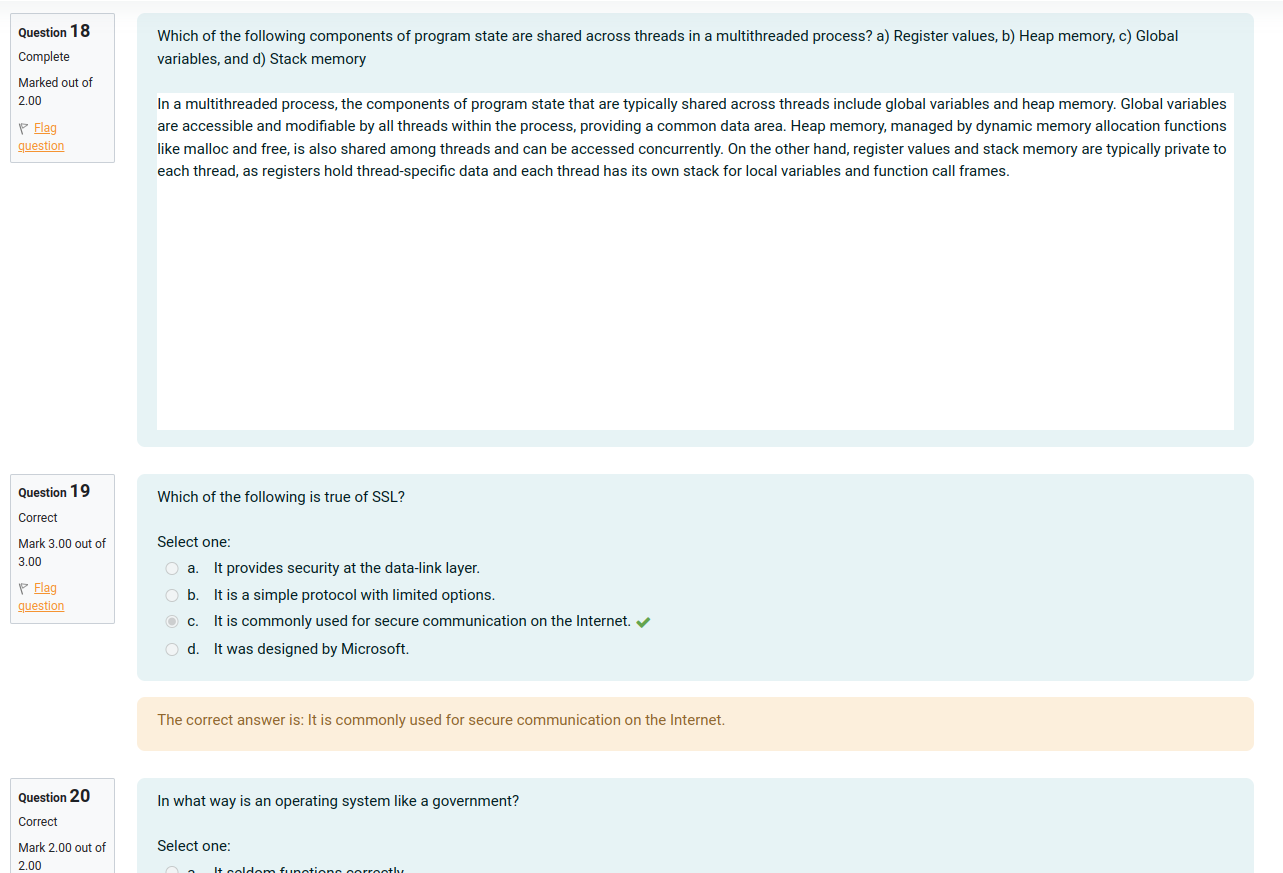 Question 18
Complete
Marked out of
2.00
Flag
question
Which of the following components of program state are shared across threads in a multithreaded process? a) Register values, b) Heap memory, c) Global
variables, and d) Stack memory
In a multithreaded process, the components of program state that are typically shared across threads include global variables and heap memory. Global variables
are accessible and modifiable by all threads within the process, providing a common data area. Heap memory, managed by dynamic memory allocation functions
like malloc and free, is also shared among threads and can be accessed concurrently. On the other hand, register values and stack memory are typically private to
each thread, as registers hold thread-specific data and each thread has its own stack for local variables and function call frames.
Question 19
Correct
Mark 3.00 out of
3.00
Flag
question
Which of the following is true of SSL?
Select one:
a. It provides security at the data-link layer.
b. It is a simple protocol with limited options.
c. It is commonly used for secure communication on the Internet.
d. It was designed by Microsoft.
The correct answer is: It is commonly used for secure communication on the Internet.
Question 20
Correct
Mark 2.00 out of
2.00
In what way is an operating system like a government?
Select one:
a. It seldom functions correctly.